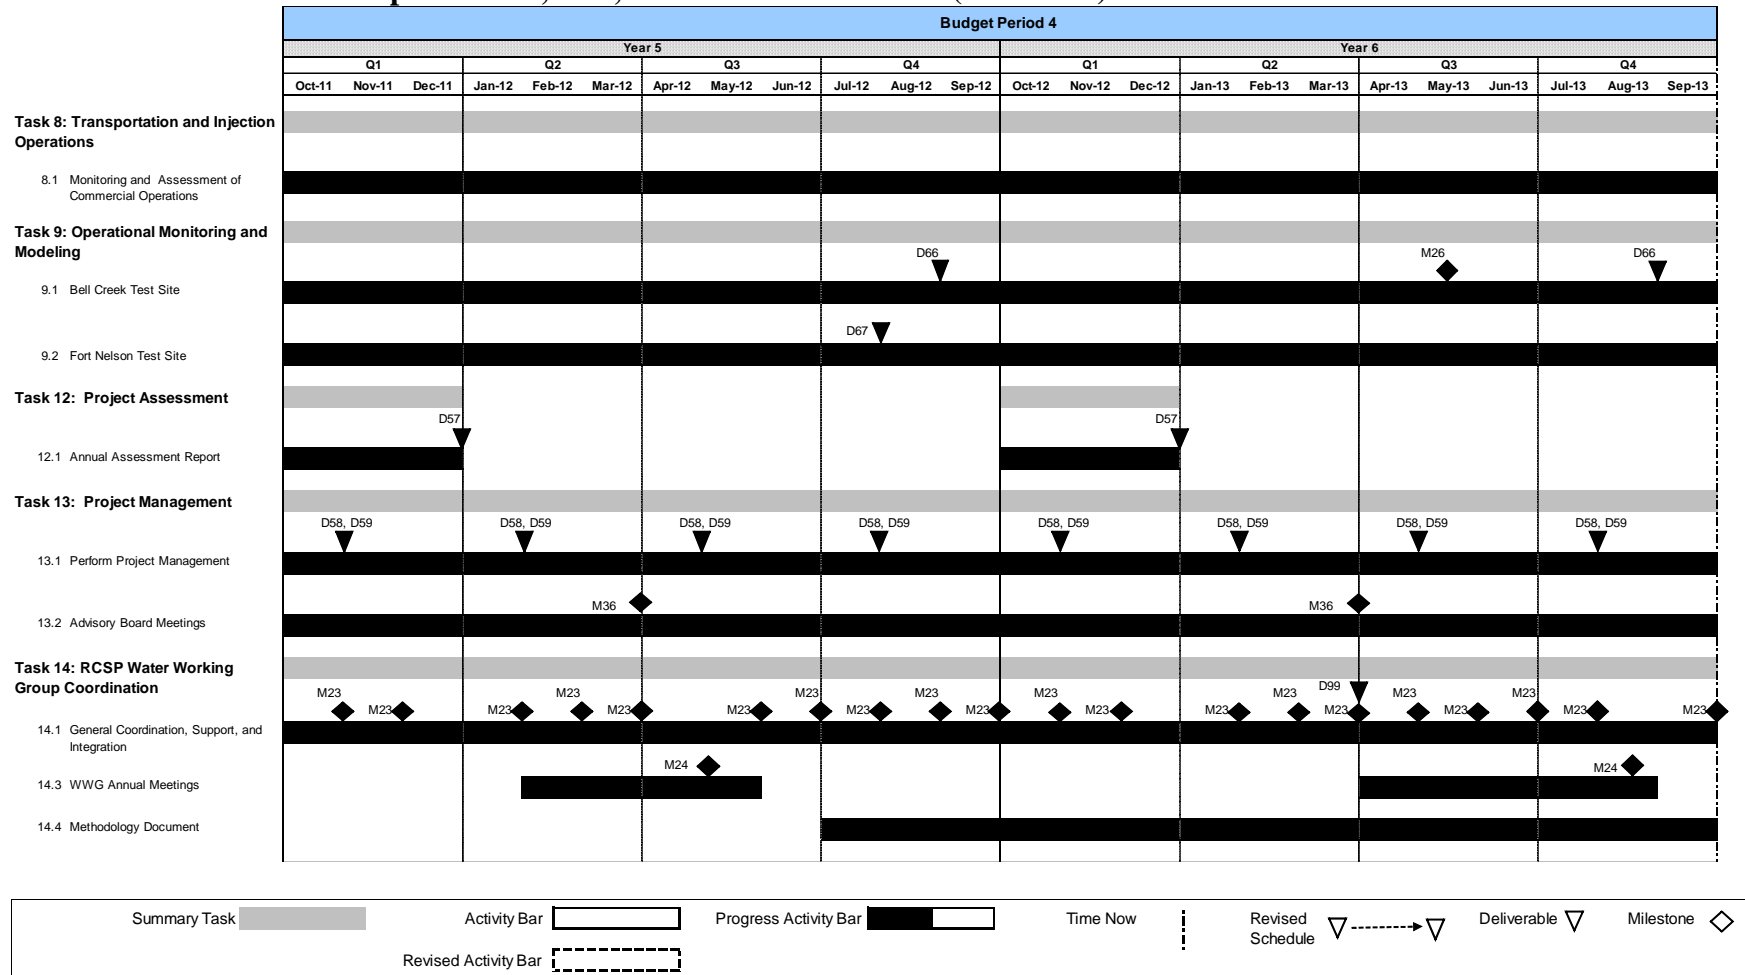 Budget Period 4
Year 5 Year 6
Q1 Q2 Q3 Q4 Q1 Q2 Q3 Q4
Oct-11 Nov-11 Dec-11 Jan-12 Feb-12 Mar-12 Apr-12 May-12 Jun-12 Jul-12 Aug-12 Sep-12 Oct-12 Nov-12 Dec-12 Jan-13 Feb-13 Mar-13 Apr-13 May-13 Jun-13 Jul-13 Aug-13 Sep-13
Task 8: Transportation and Injection
Operations
8.1 Monitoring and Assessment of
Commercial Operations
Task 9: Operational Monitoring and
Modeling
D66 M26 D66
9.1 Bell Creek Test Site
D67
9.2 Fort Nelson Test Site
Task 12: Project Assessment
D57 D57
12.1 Annual Assessment Report
Task 13: Project Management
D58, D59 D58, D59 D58, D59 D58, D59 D58, D59 D58, D59 D58, D59 D58, D59
13.1 Perform Project Management
M36 M36
13.2 Advisory Board Meetings
Task 14: RCSP Water Working
Group Coordination
D99
M23 M23 M23 M23 M23 M23 M23 M23
M23 M23 M23 M23 M23 M23 M23 M23 M23 M23 M23 M23
14.1 General Coordination, Support, and
Integration
M24 M24
14.3 WWG Annual Meetings
14.4 Methodology Document
Summary Task Activity Bar Progress Activity Bar Time Now Revised Schedule Deliverable Milestone
Revised Activity Bar